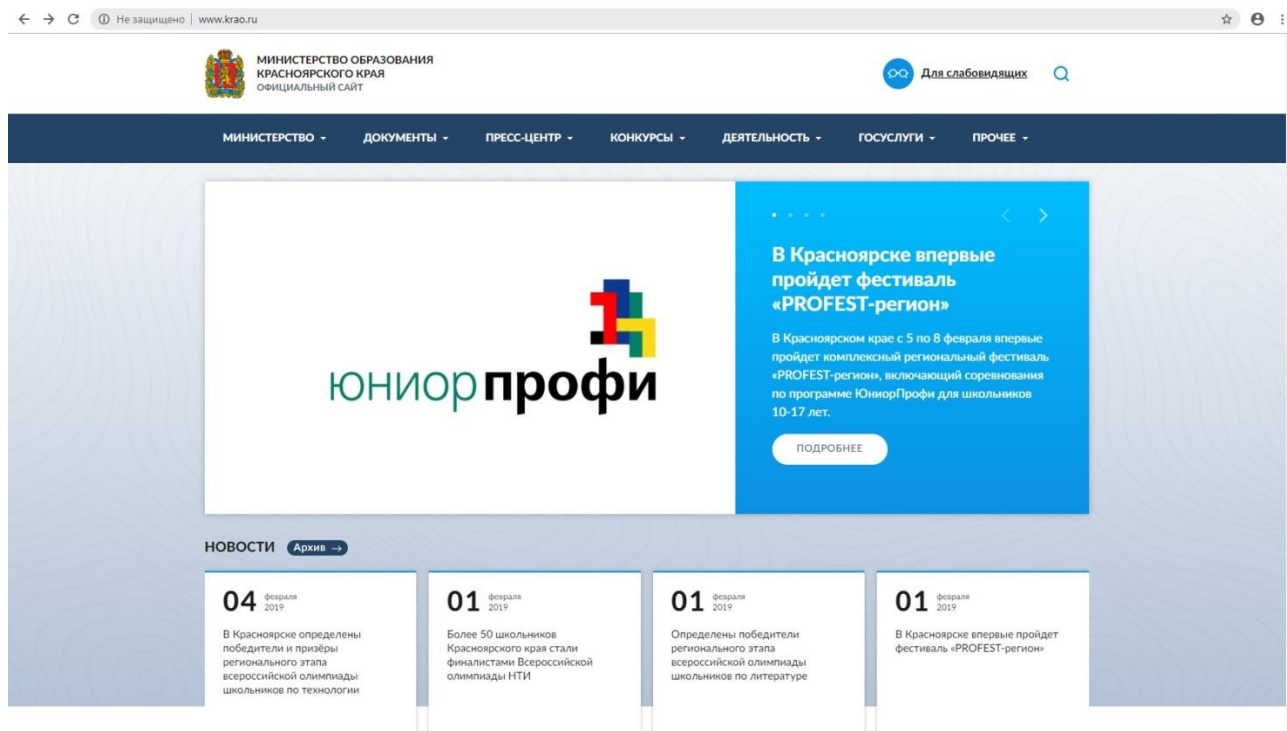 Не защищено | www.krao.ru
МИНИСТЕРСТВО ОБРАЗОВАНИЯ
КРАСНОЯРСКОГО КРАЯ
ОФИЦИАЛЬНЫЙ САЙТ
Для слабовидящих
МИНИСТЕРСТВО ДОКУМЕНТЫ ПРЕСС-ЦЕНТР КОНКУРСЫ ДЕЯТЕЛЬНОСТЬ ГОСУСЛУГИ ПРОЧЕЕ
юниорпрофи
В Красноярске впервые
пройдет фестиваль
«PROFEST-регион»
В Красноярском крае с 5 по 8 февраля впервые
пройдет комплексный региональный фестиваль
«PROFEST-регион», включающий соревнования
по программе ЮниорПрофи для школьников
10-17 лет.
ПОДРОБНЕЕ
НОВОСТИ Архив →
04 февраля
2019
В Красноярске определены
победители и призёры
регионального этапа
всероссийской олимпиады
школьников по технологии
01 февраля
2019
Более 50 школьников
Красноярского края стали
финалистами Всероссийской
олимпиады НТИ
01 февраля
2019
Определены победители
регионального этапа
всероссийской олимпиады
школьников по литературе
01 февраля
2019
В Красноярске впервые пройдет
фестиваль «PROFEST-регион»